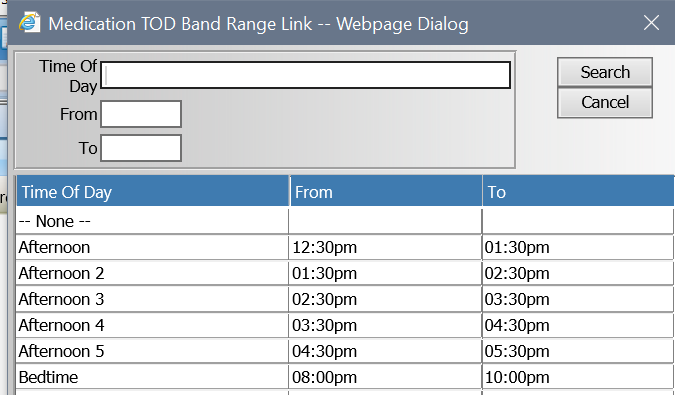 Medication TOD Band Range Link -- Webpage Dialog
Time Of Day
Search
From
Cancel
To
Time Of Day From To
-- None --
Afternoon 12:30pm 01:30pm
Afternoon 2 01:30pm 02:30pm
Afternoon 3 02:30pm 03:30pm
Afternoon 4 03:30pm 04:30pm
Afternoon 5 04:30pm 05:30pm
Bedtime 08:00pm 10:00pm